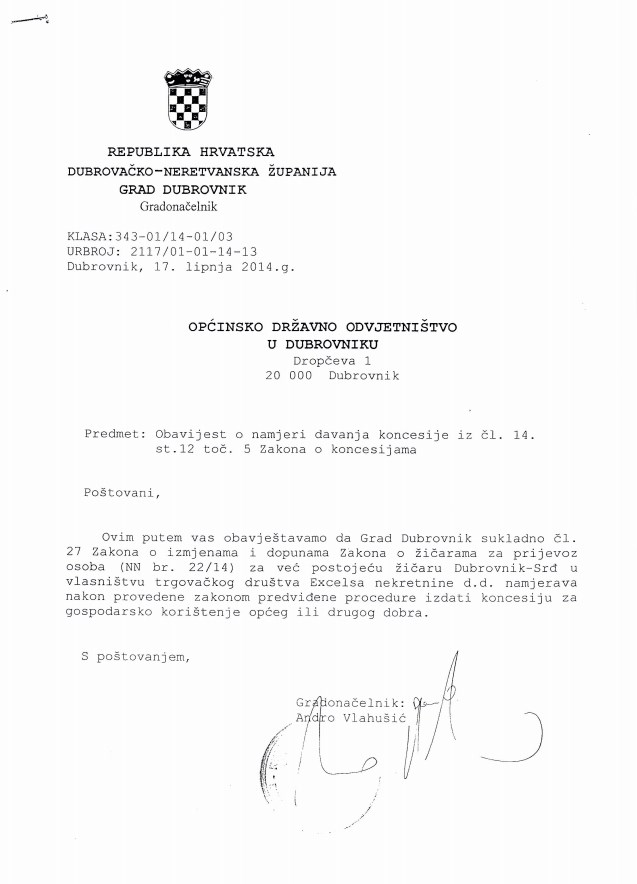 REPUBLIKA HRVATSKA
DUBROVAČKO-NERETVANSKA ŽUPANIJA
GRAD DUBROVNIK
Gradonačelnik
KLASA:343-01/14-01/03
URBROJ: 2117/01-01-14-13
Dubrovnik, 17. lipnja 2014.g.
OPĆINSKO DRŽAVNO ODVJETNIŠTVO
U DUBROVNIKU
Dropčeva 1
20 000 Dubrovnik
Predmet: Obavijest o namjeri davanja koncesije iz čl. 14.
st.12 toč. 5 Zakona o koncesijama
Poštovani,
Ovim putem vas obavještavamo da Grad Dubrovnik sukladno čl.
27 Zakona o izmjenama i dopunama Zakona o žičarama za prijevoz
osoba (NN br. 22/14) za već postojeću žičaru Dubrovnik-Srđ u
vlasništvu trgovačkog društva Excelsa nekretnine d.d. namjerava
nakon provedene zakonom predviđene procedure izdati koncesiju za
gospodarsko korištenje općeg ili drugog dobra.
S poštovanjem,
Gradonačelnik:
Andro Vlahušić